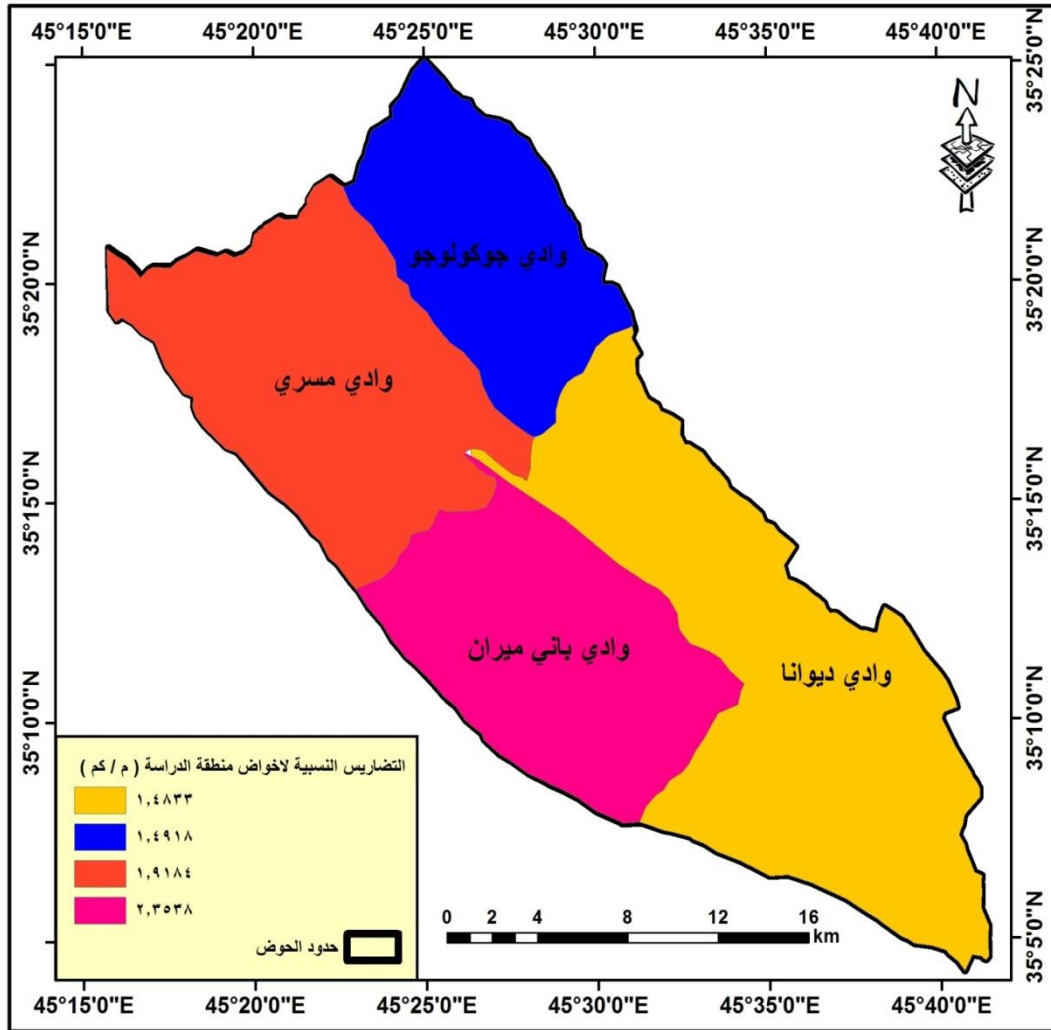 45°15'0"E 45°20'0"E 45°25'0"E 45°30'0"E 45°35'0"E 45°40'0"E
35°25'0"N
N
وادي جوكولوجو
35°20'0"N 35°20'0"N
وادي مسري
35°15'0"N 35°15'0"N
وادي باني ميران
وادي ديوانا
35°10'0"N 35°10'0"N
التضاريس النسبية لاخواض منطقة الدراسة ( م / كم )
١,٤٨٣٣
١,٤٩١٨
١,٩١٨٤
٢,٣٥٣٨
حدود الحوض
0 2 4 8 12 16
km
35°5'0"N
45°15'0"E 45°20'0"E 45°25'0"E 45°30'0"E 45°35'0"E 45°40'0"E